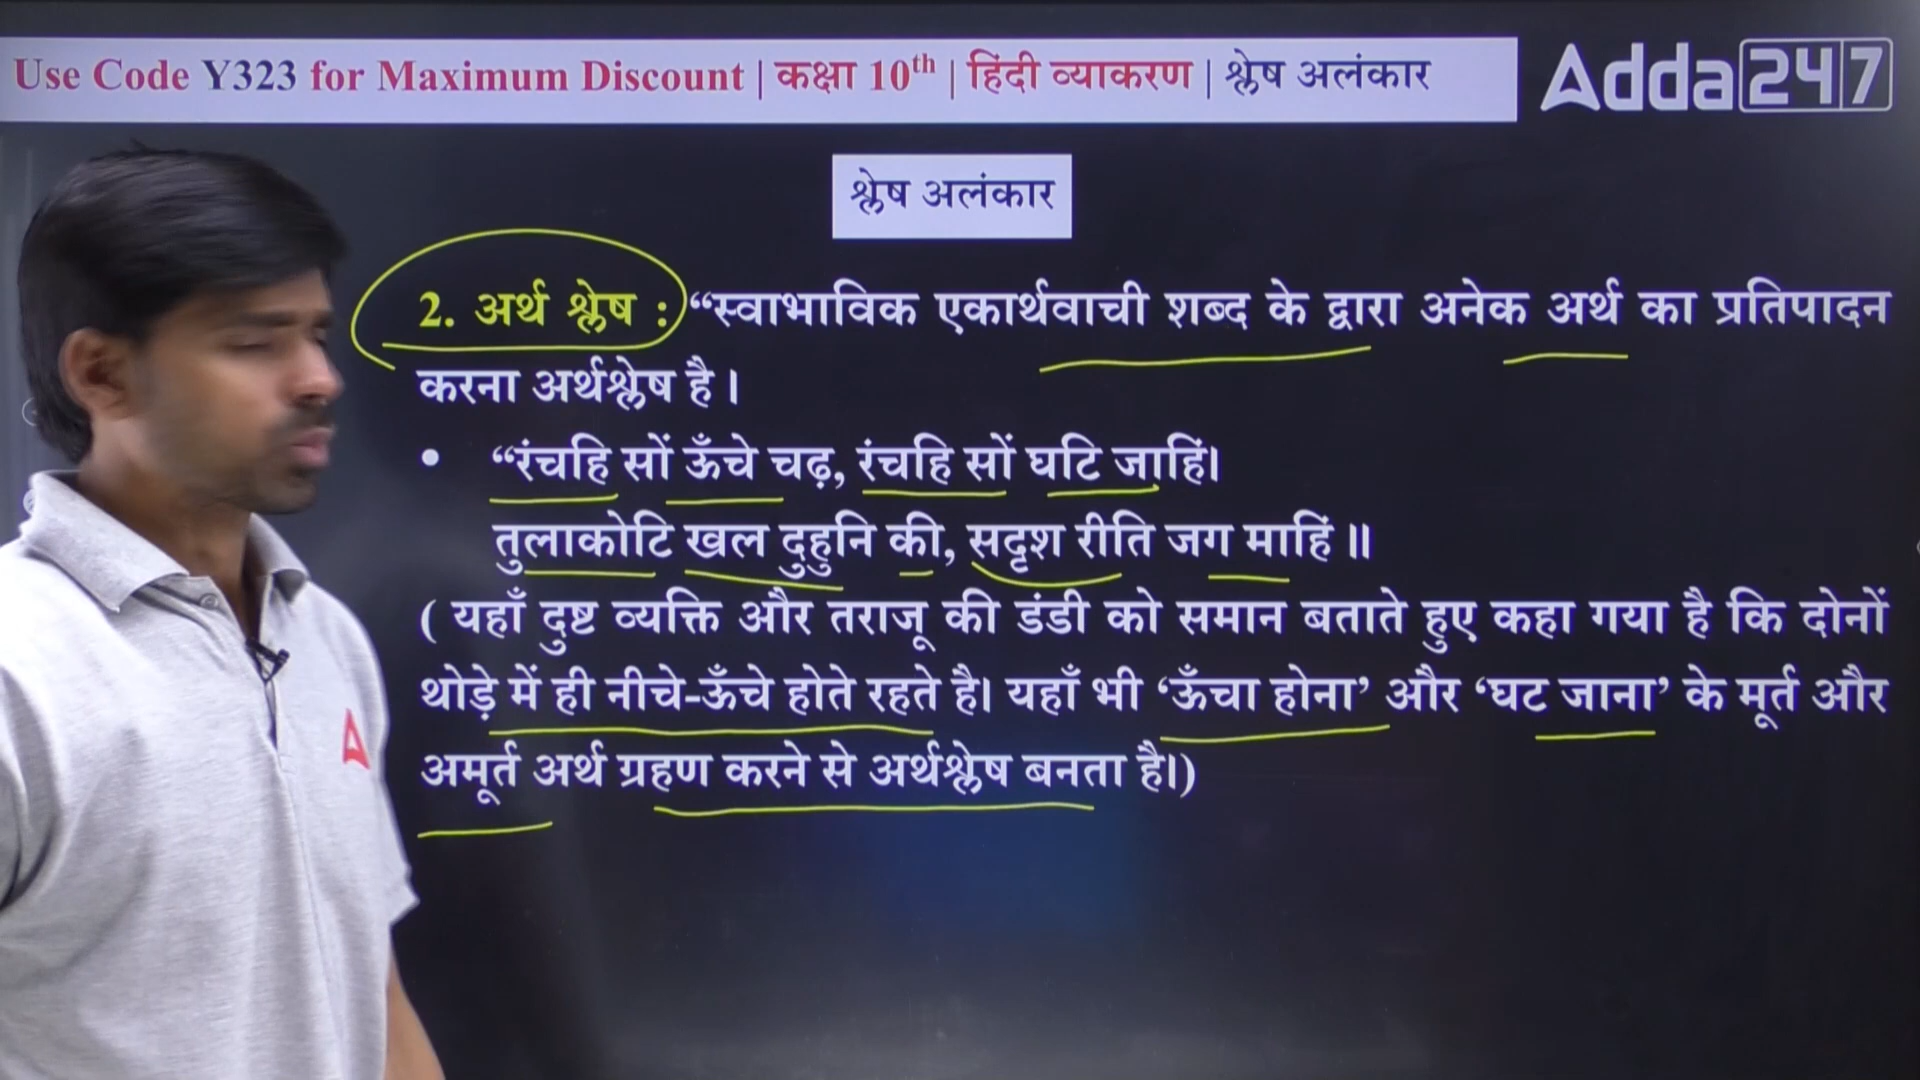 Use Code Y323 for Maximum Discount | कक्षा 10th | हिंदी व्याकरण | श्लेष अलंकार
Adda247
श्लेष अलंकार
2. अर्थ श्लेष : “स्वाभाविक एकार्थवाची शब्द के द्वारा अनेक अर्थ का प्रतिपादन
करना अर्थश्लेष है।
• “रंचहि सों ऊँचे चढ़, रंचहि सों घटि जाहिं।
तुलाकोटि खल दुहुनि की, सदृश रीति जग माहिं॥
( यहाँ दुष्ट व्यक्ति और तराजू की डंडी को समान बताते हुए कहा गया है कि दोनों
थोड़े में ही नीचे-ऊँचे होते रहते है। यहाँ भी ‘ऊँचा होना’ और ‘घट जाना’ के मूर्त और
अमूर्त अर्थ ग्रहण करने से अर्थश्लेष बनता है।)